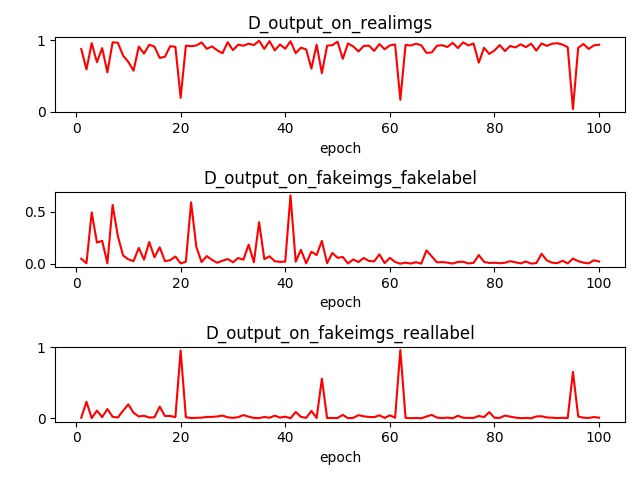 D_output_on_realimgs
1
0
0 20 40 60 80 100
epoch
D_output_on_fakeimgs_fakelabel
0.5
0.0
0 20 40 60 80 100
epoch
D_output_on_fakeimgs_reallabel
1
0
0 20 40 60 80 100
epoch